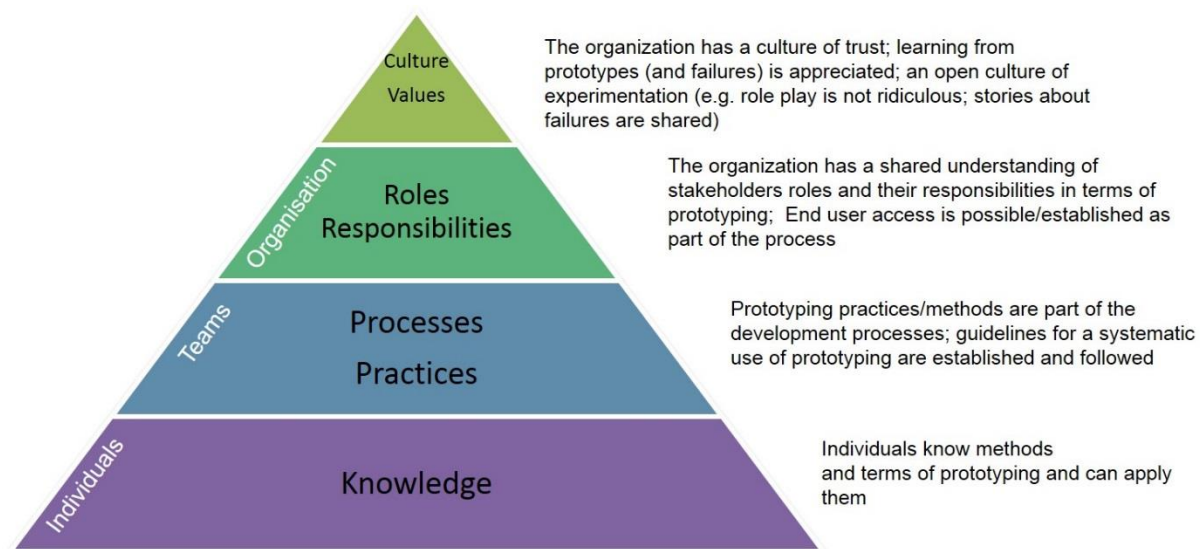 Culture
Values
The organization has a culture of trust; learning from
prototypes (and failures) is appreciated; an open culture of
experimentation (e.g. role play is not ridiculous; stories about
failures are shared)
Organisation
Roles
Responsibilities
The organization has a shared understanding of
stakeholders roles and their responsibilities in terms of
prototyping;  End user access is possible/established as
part of the process
Teams
Processes
Practices
Prototyping practices/methods are part of the
development processes; guidelines for a systematic
use of prototyping are established and followed
Individuals
Knowledge
Individuals know methods
and terms of prototyping and can apply
them